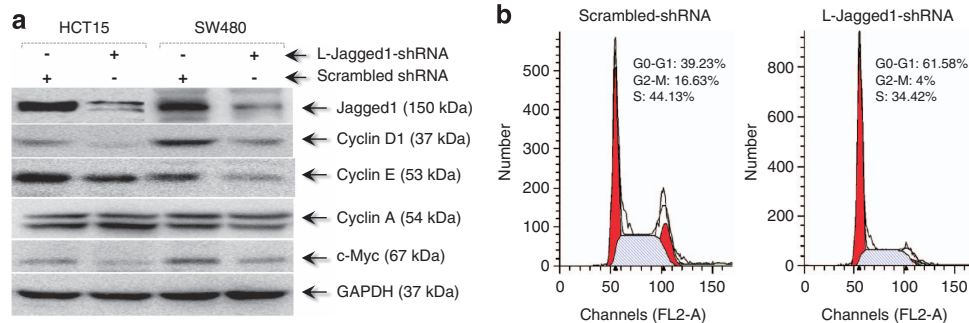 a
HCT15 SW480
- + - + L-Jagged1-shRNA
+ - + - Scrambled shRNA
Jagged1 (150 kDa)
Cyclin D1 (37 kDa)
Cyclin E (53 kDa)
Cyclin A (54 kDa)
c-Myc (67 kDa)
GAPDH (37 kDa)
b
Scrambled-shRNA
G0-G1: 39.23%
G2-M: 16.63%
S: 44.13%
Number
500
400
300
200
100
0
0 50 100 150
Channels (FL2-A)
L-Jagged1-shRNA
G0-G1: 61.58%
G2-M: 4%
S: 34.42%
Number
800
600
400
200
0
0 50 100 150
Channels (FL2-A)